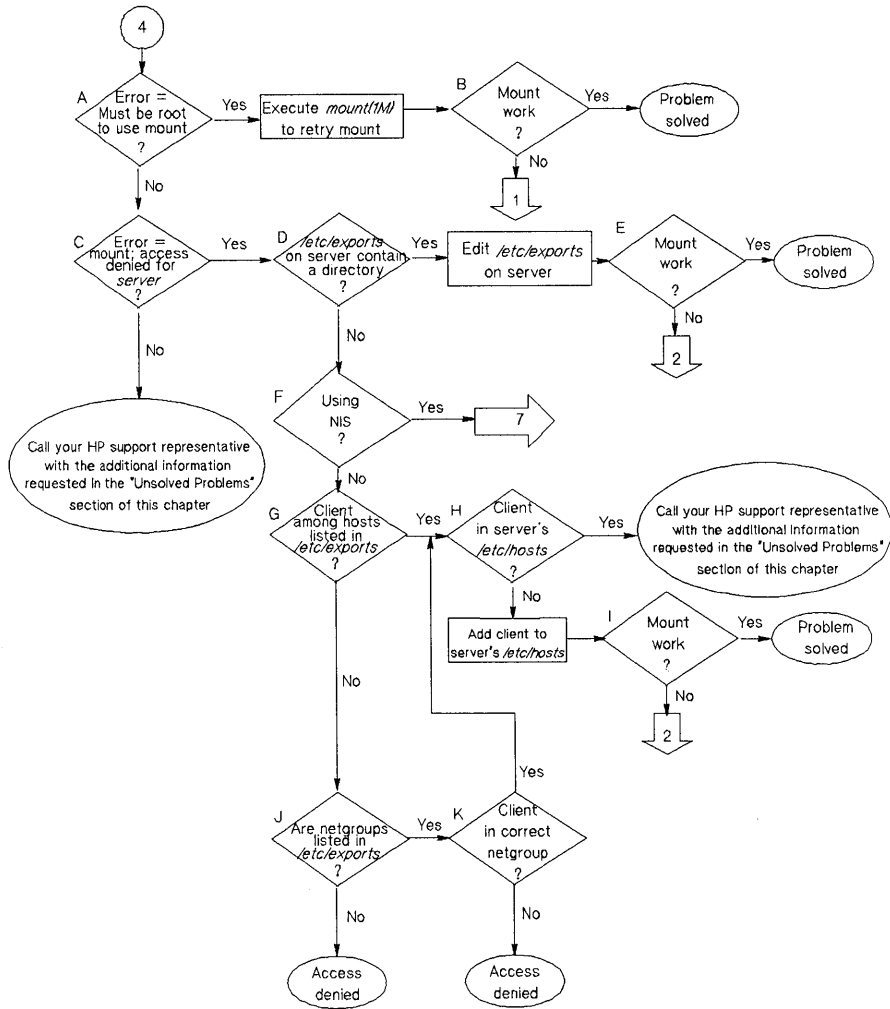 4
A
Error =
Must be root
to use mount
?
Yes
Execute mount(1M)
to retry mount
B
Mount
work
?
Yes
Problem
solved
No
1
No
C
Error =
mount; access
denied for
server
?
Yes
D
/etc/exports
on server contain
a directory
?
Yes
Edit /etc/exports
on server
E
Mount
work
?
Yes
Problem
solved
No
2
No
Call your HP support representative
with the additional information
requested in the "Unsolved Problems"
section of this chapter
No
F
Using
NIS
?
Yes
7
No
G
Client
among hosts
listed in
/etc/exports
?
Yes
H
Client
in server's
/etc/hosts
?
Yes
Call your HP support representative
with the additional information
requested in the "Unsolved Problems"
section of this chapter
No
Add client to
server's /etc/hosts
I
Mount
work
?
Yes
Problem
solved
No
2
No
J
Are netgroups
listed in
/etc/exports
?
Yes
K
Client
in correct
netgroup
?
Yes
No
Access
denied
No
Access
denied